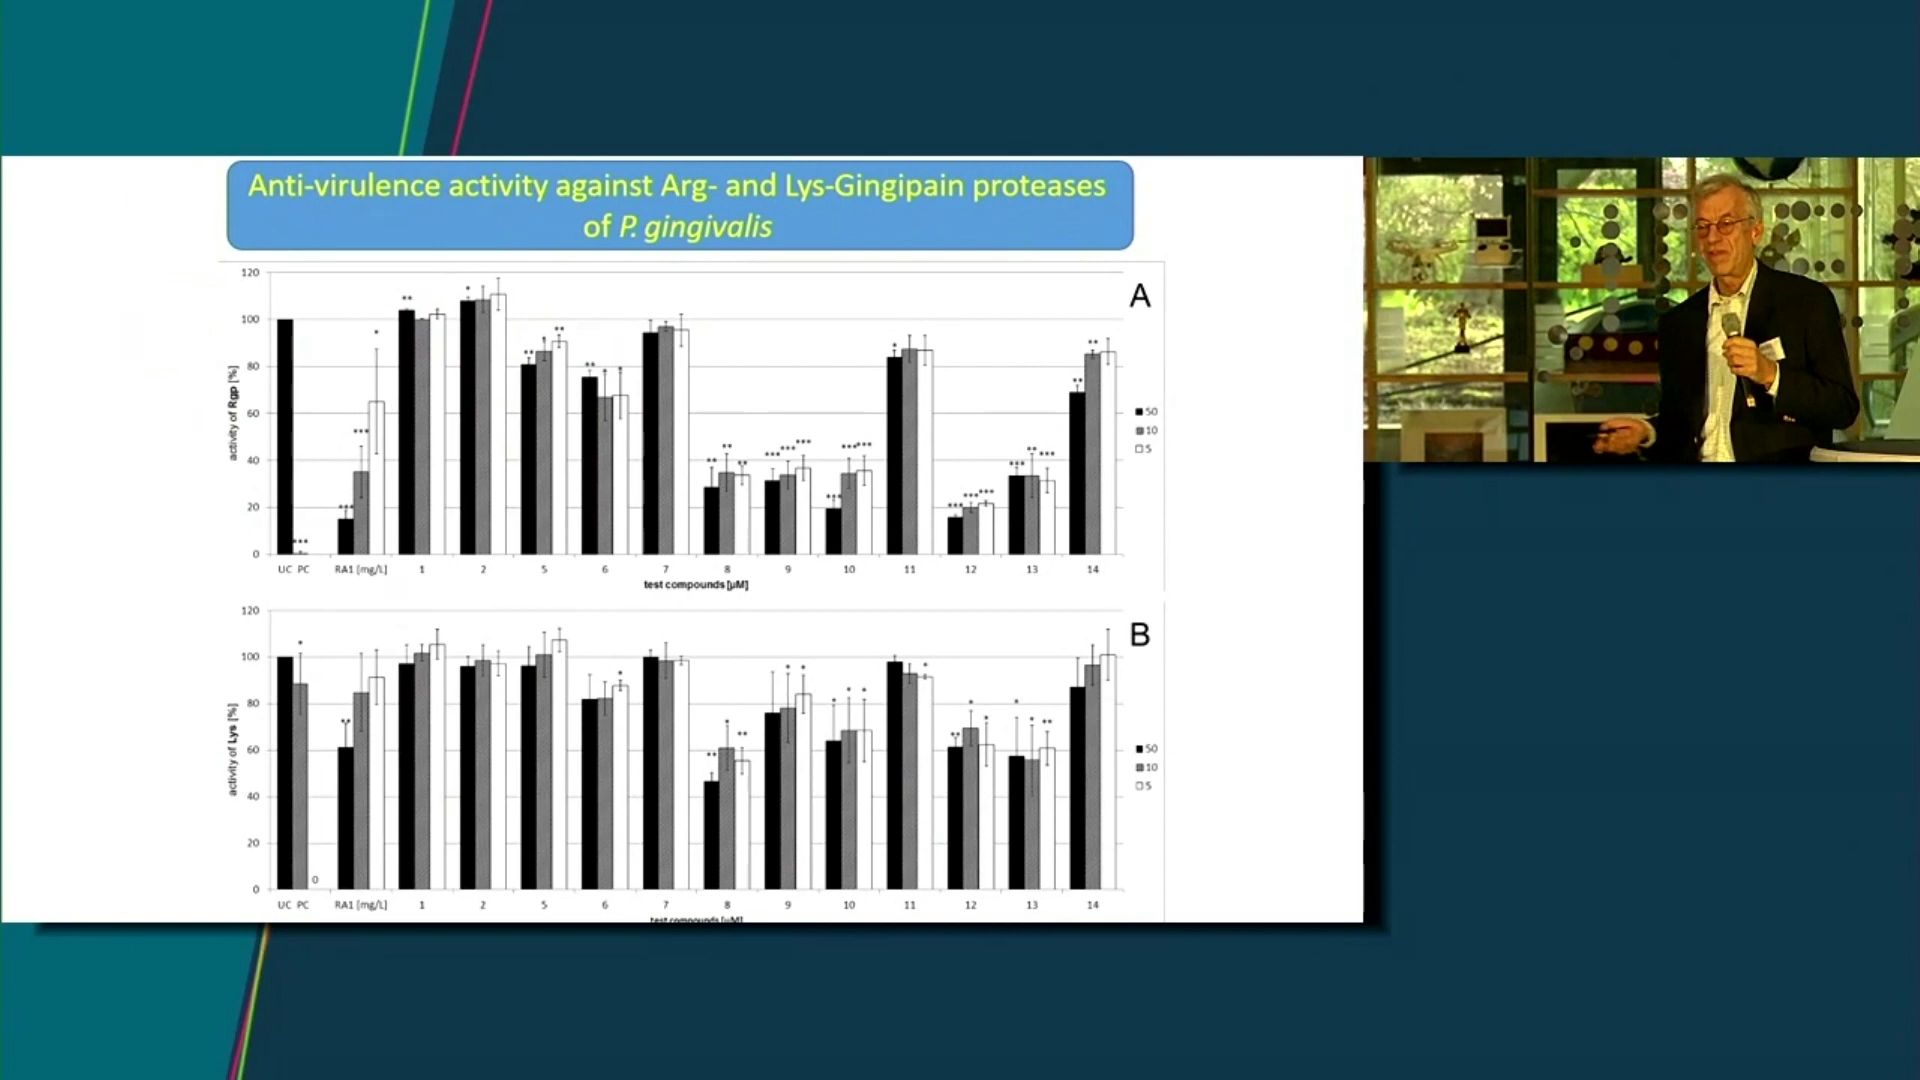 Anti-virulence activity against Arg- and Lys-Gingipain proteases
of P. gingivalis
A
120
100
80
60
40
20
0
activity of Rgp [%]
** * * ** ** * ** * * ** ** ** *** *** *** *** *** *** * *** *** *** *** ** *** ** **
*** *** ***
50
10
5
UC PC RA1 [mg/L] 1 2 5 6 7 8 9 10 11 12 13 14
test compounds [µM]
B
120
100
80
60
40
20
0
activity of Lys [%]
* ** * ** * ** * * * * * * ** * * * * **
0
50
10
5
UC PC RA1 [mg/L] 1 2 5 6 7 8 9 10 11 12 13 14
test compounds [µM]